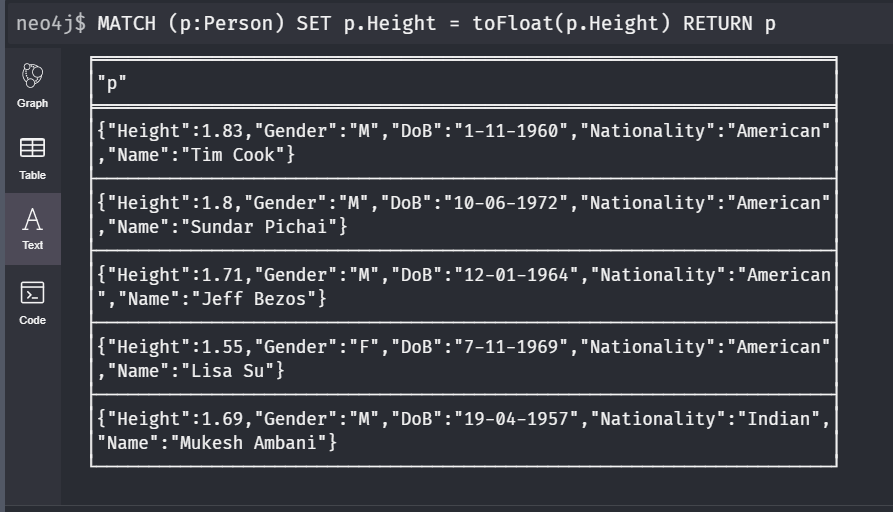 neo4j$ MATCH (p:Person) SET p.Height = toFloat(p.Height) RETURN p
Graph
Table
Text
Code
"p"
{"Height":1.83,"Gender":"M","DoB":"1-11-1960","Nationality":"American"
,"Name":"Tim Cook"}
{"Height":1.8,"Gender":"M","DoB":"10-06-1972","Nationality":"American"
,"Name":"Sundar Pichai"}
{"Height":1.71,"Gender":"M","DoB":"12-01-1964","Nationality":"American
","Name":"Jeff Bezos"}
{"Height":1.55,"Gender":"F","DoB":"7-11-1969","Nationality":"American"
,"Name":"Lisa Su"}
{"Height":1.69,"Gender":"M","DoB":"19-04-1957","Nationality":"Indian",
"Name":"Mukesh Ambani"}